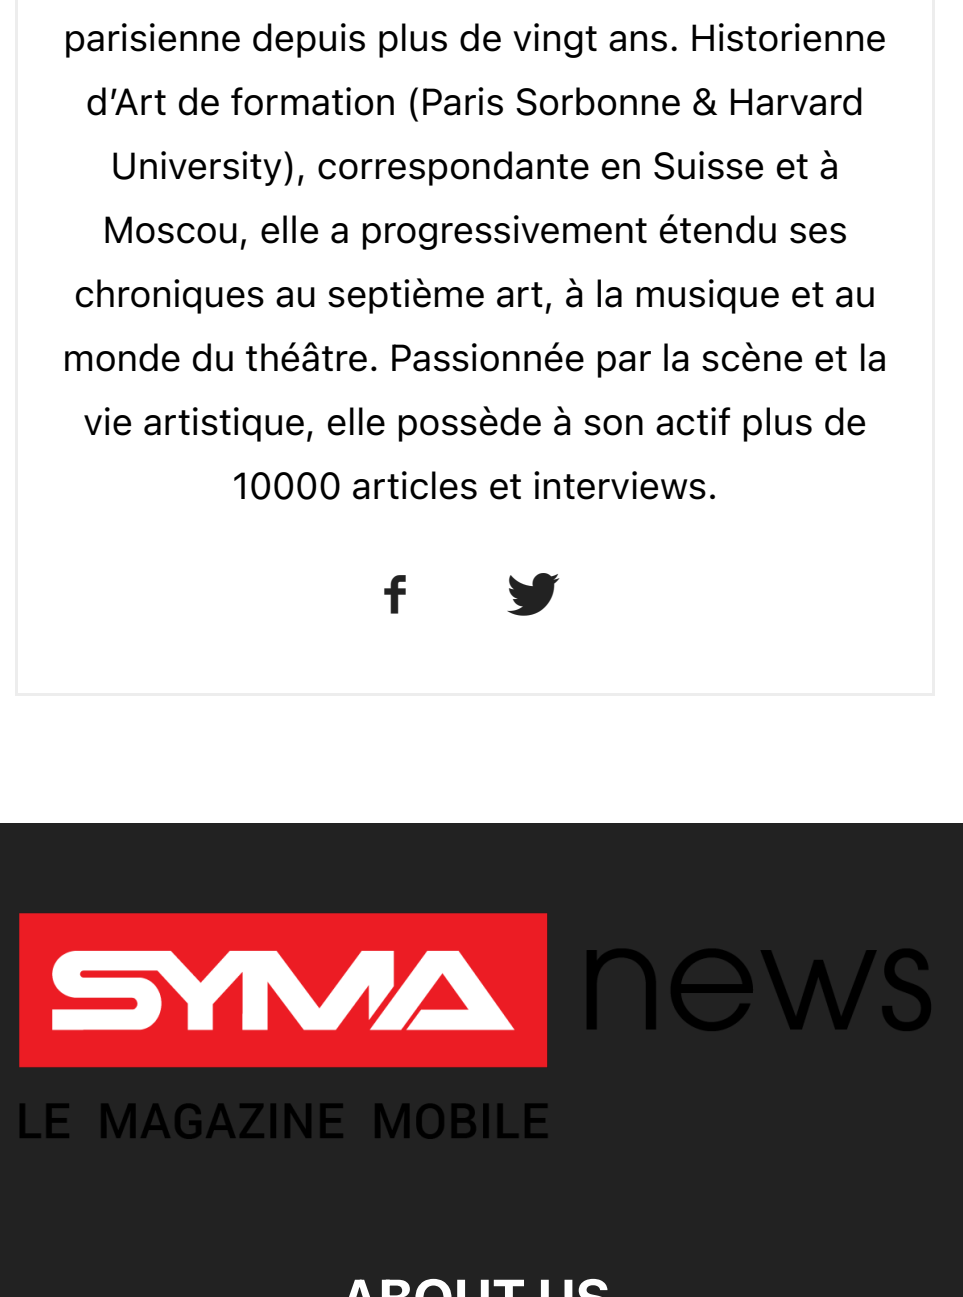 parisienne depuis plus de vingt ans. Historienne
d’Art de formation (Paris Sorbonne & Harvard
University), correspondante en Suisse et à
Moscou, elle a progressivement étendu ses
chroniques au septième art, à la musique et au
monde du théâtre. Passionnée par la scène et la
vie artistique, elle possède à son actif plus de
10000 articles et interviews.
SYMA news
LE MAGAZINE MOBILE
ABOUT US